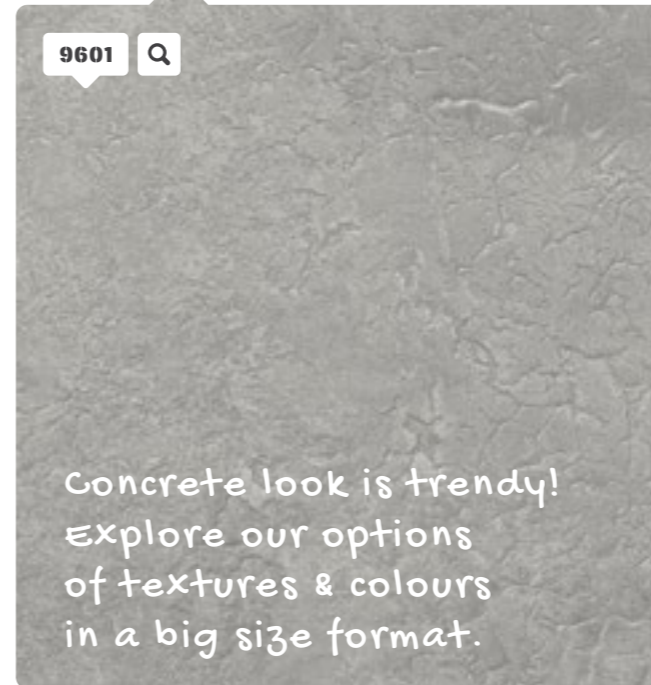 9601
Concrete look is trendy!
Explore our options
of textures & colours
in a big size format.